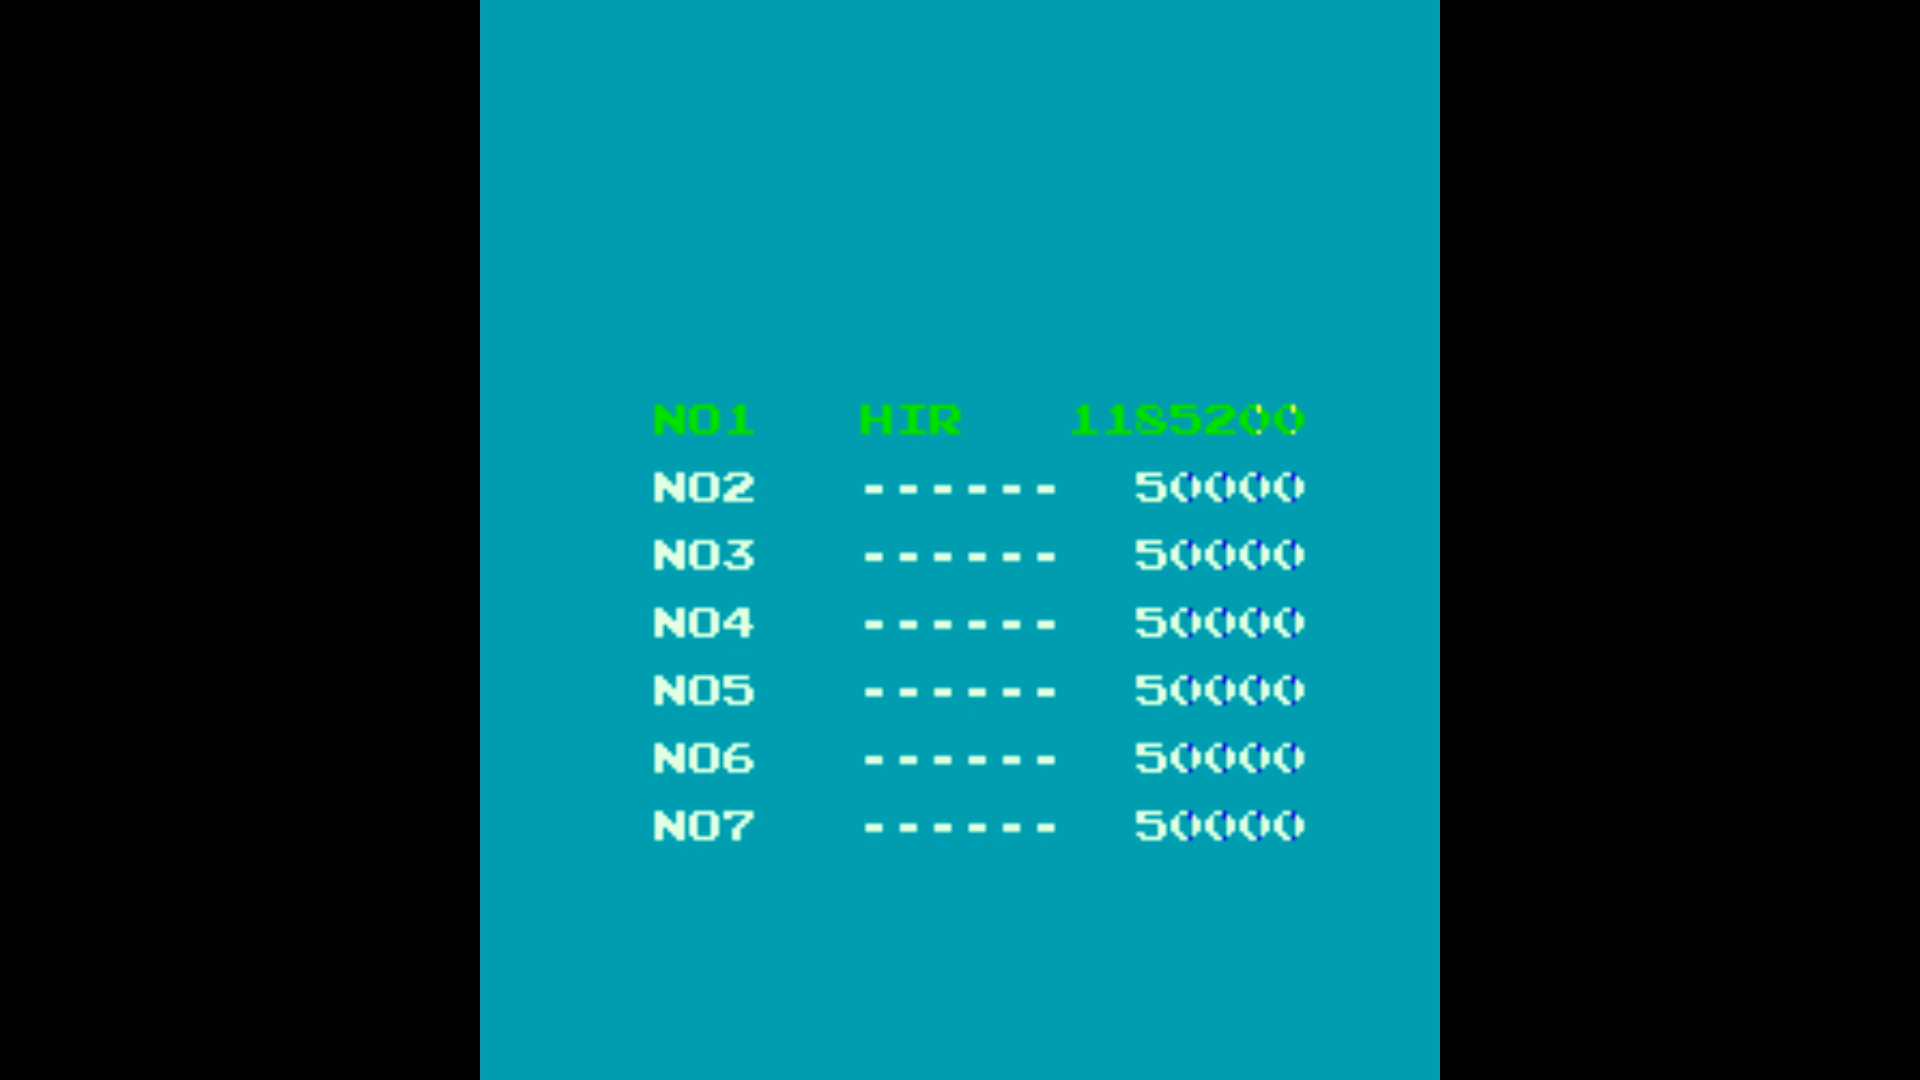 NO1 HIR 1185200
NO2 ------ 50000
NO3 ------ 50000
NO4 ------ 50000
NO5 ------ 50000
NO6 ------ 50000
NO7 ------ 50000